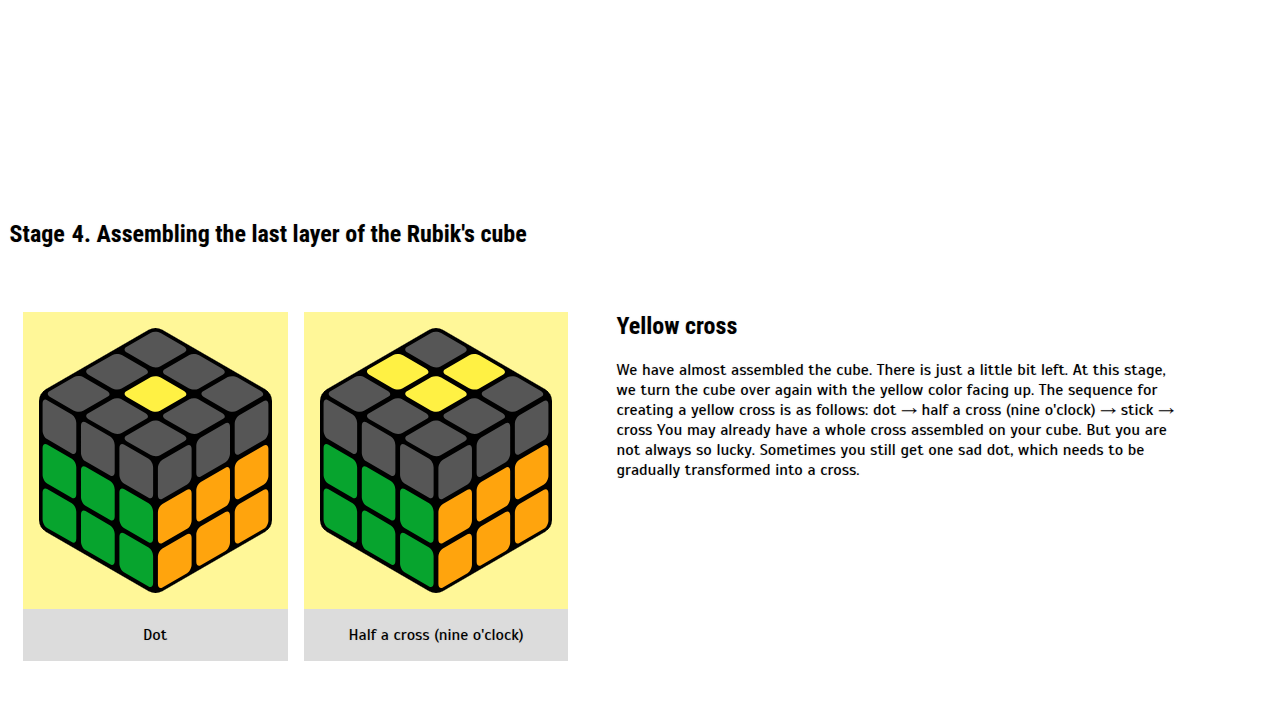 Stage 4. Assembling the last layer of the Rubik's cube
Dot
Half a cross (nine o'clock)
Yellow cross
We have almost assembled the cube. There is just a little bit left. At this stage,
we turn the cube over again with the yellow color facing up. The sequence for
creating a yellow cross is as follows: dot → half a cross (nine o'clock) → stick →
cross You may already have a whole cross assembled on your cube. But you are
not always so lucky. Sometimes you still get one sad dot, which needs to be
gradually transformed into a cross.